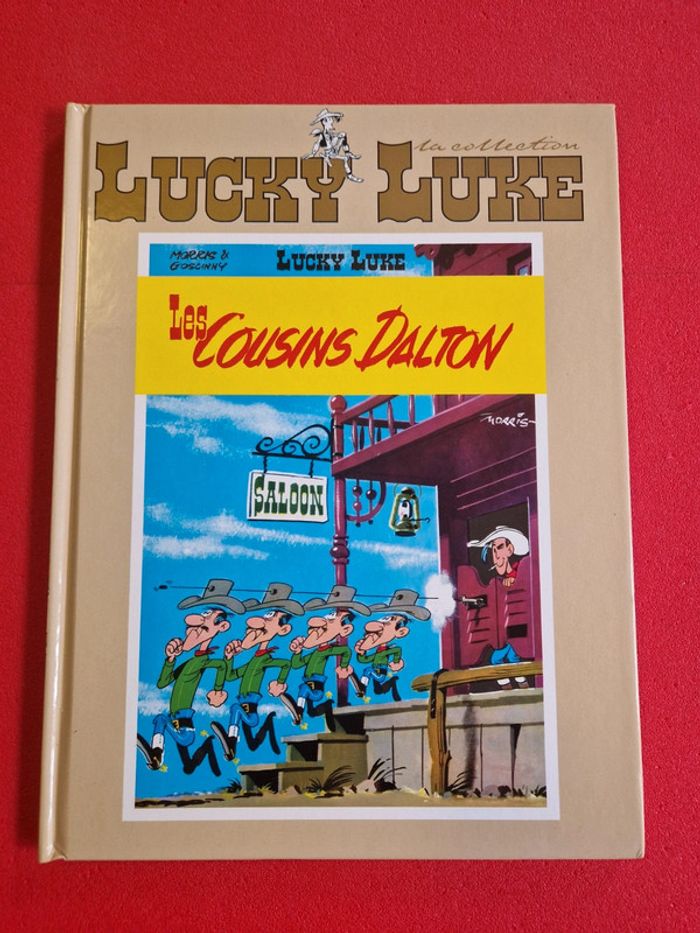 la collection
LUCKY LUKE
MORRIS &
GOSCINNY
LUCKY LUKE
Les COUSINS DALTON
MORRIS
SALOON